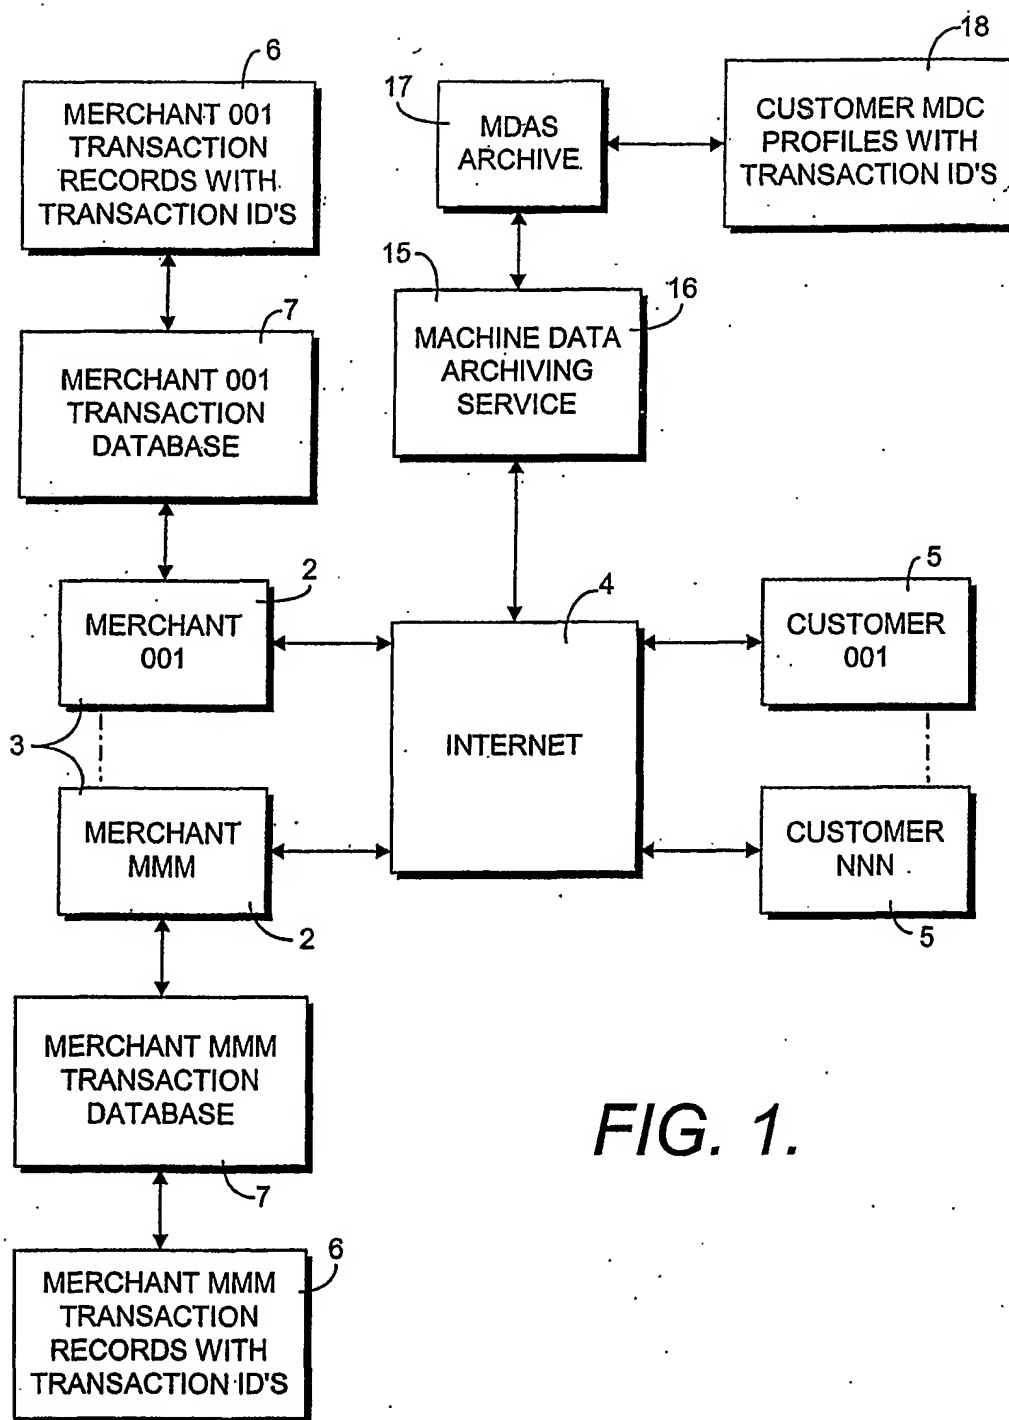 6
MERCHANT 001
TRANSACTION
RECORDS WITH
TRANSACTION ID'S
17
MDAS
ARCHIVE
18
CUSTOMER MDC
PROFILES WITH
TRANSACTION ID'S
7
MERCHANT 001
TRANSACTION
DATABASE
15
16
MACHINE DATA
ARCHIVING
SERVICE
2
MERCHANT
001
4
INTERNET
5
CUSTOMER
001
3
MERCHANT
MMM
2
CUSTOMER
NNN
5
MERCHANT MMM
TRANSACTION
DATABASE
7
6
MERCHANT MMM
TRANSACTION
RECORDS WITH
TRANSACTION ID'S
FIG. 1.